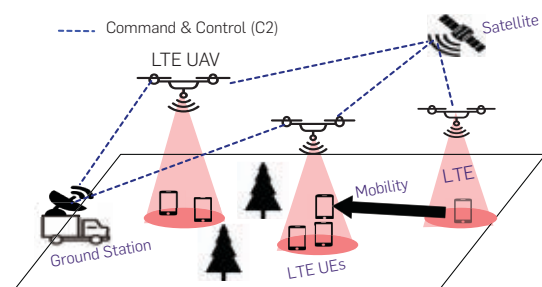 Command & Control (C2)
Satellite
LTE UAV
Mobility
LTE
Ground Station
LTE UEs